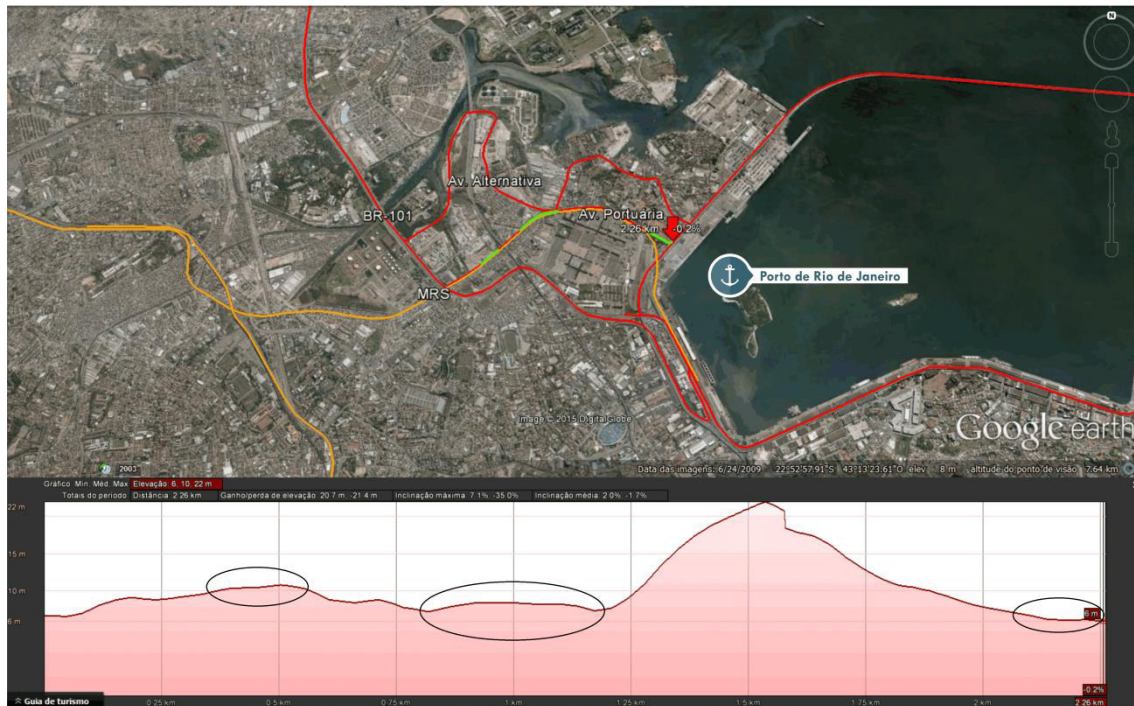 N
Av. Alternativa
BR-101
Av. Portuária
2.26 km -0.2%
Porto de Rio de Janeiro
MRS
Image © 2015 DigitalGlobe
Google earth
2003
Data das imagens: 6/24/2009 22°52'57.91"S 43°13'23.61"O elev 8 m altitude do ponto de visão 7.64 km
Gráfico Mín. Méd. Max Elevação: 6, 10, 22 m
Totais do período Distância: 2.26 km Ganho/perda de elevação: 20.7 m, -21.4 m Inclinação máxima: 7.1%, -35.0% Inclinação média: 2.0% -1.7%
22 m
15 m
10 m
6 m
6 m
-0.2%
Guia de turismo 0.25 km 0.5 km 0.75 km 1 km 1.25 km 1.5 km 1.75 km 2 km 2.26 km